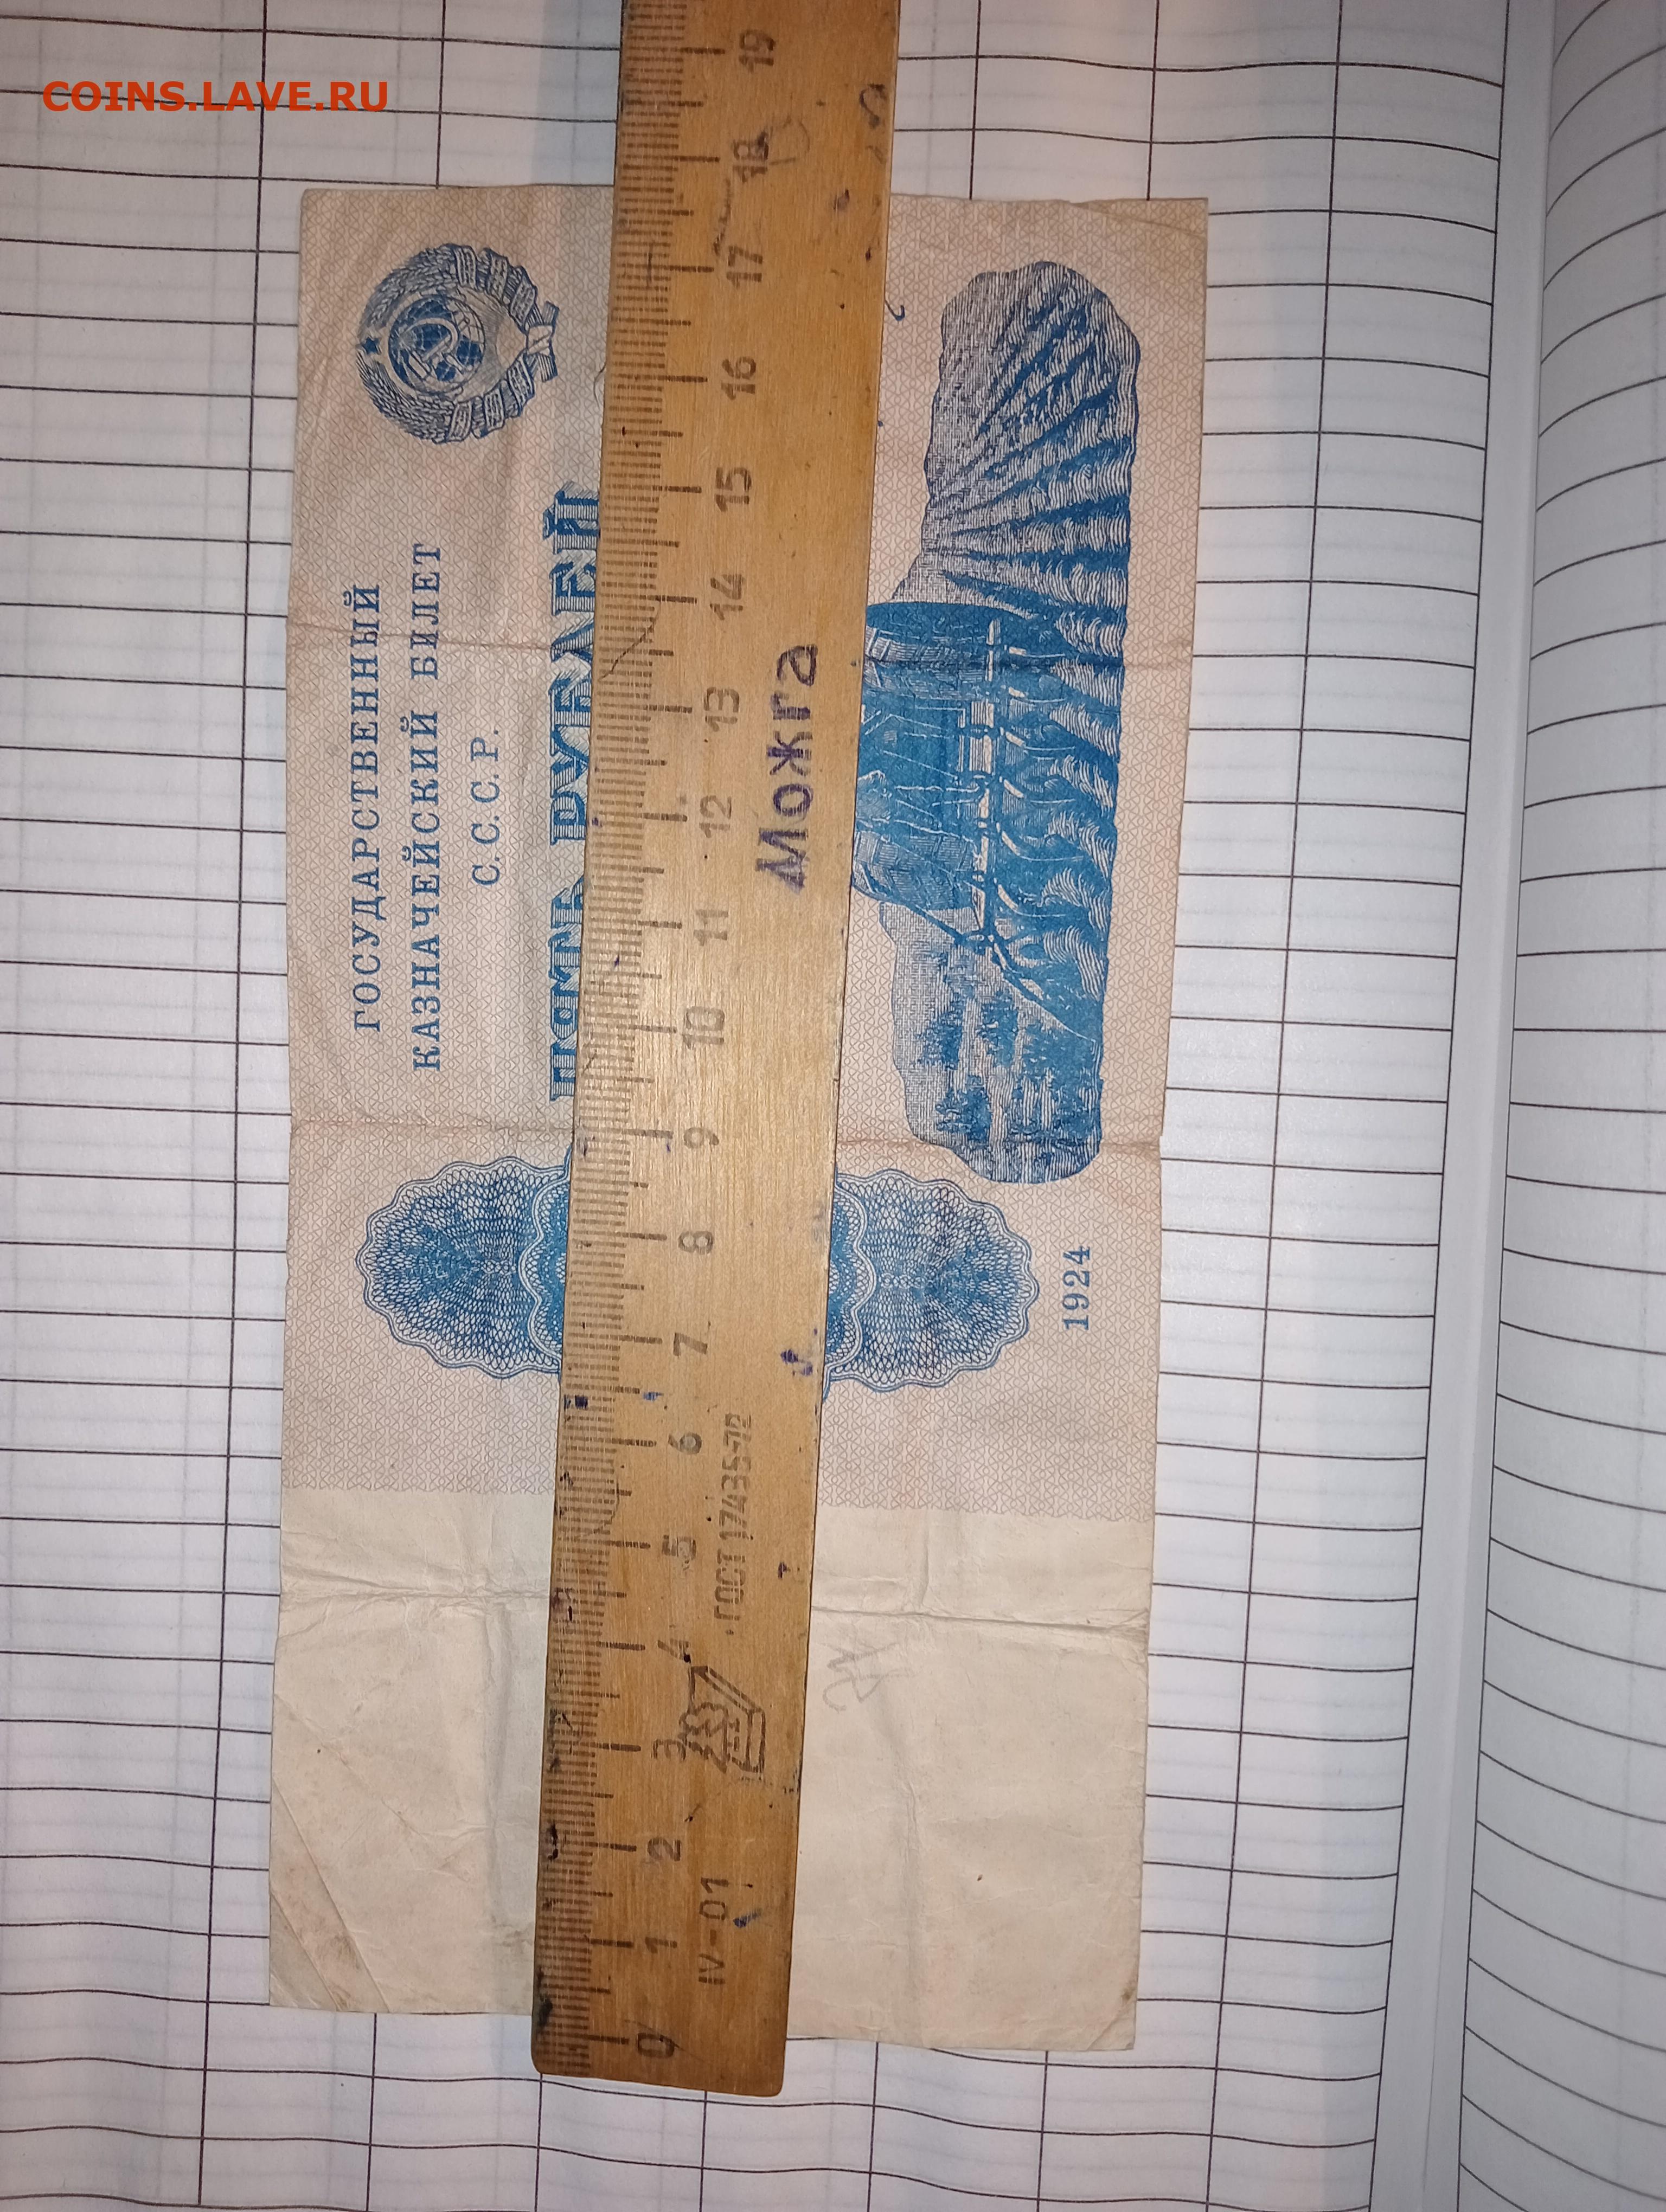 COINS.LAVE.RU
ГОСУДАРСТВЕННЫЙ
КАЗНАЧЕЙСКИЙ БИЛЕТ
С.С.С.Р.
ПЯТЬ РУБЛЕЙ
1924
0 1 2 3 4 5 6 7 8 9 10 11 12 13 14 15 16 17 18 19
IV-01
ГОСТ 17435-72
Можга